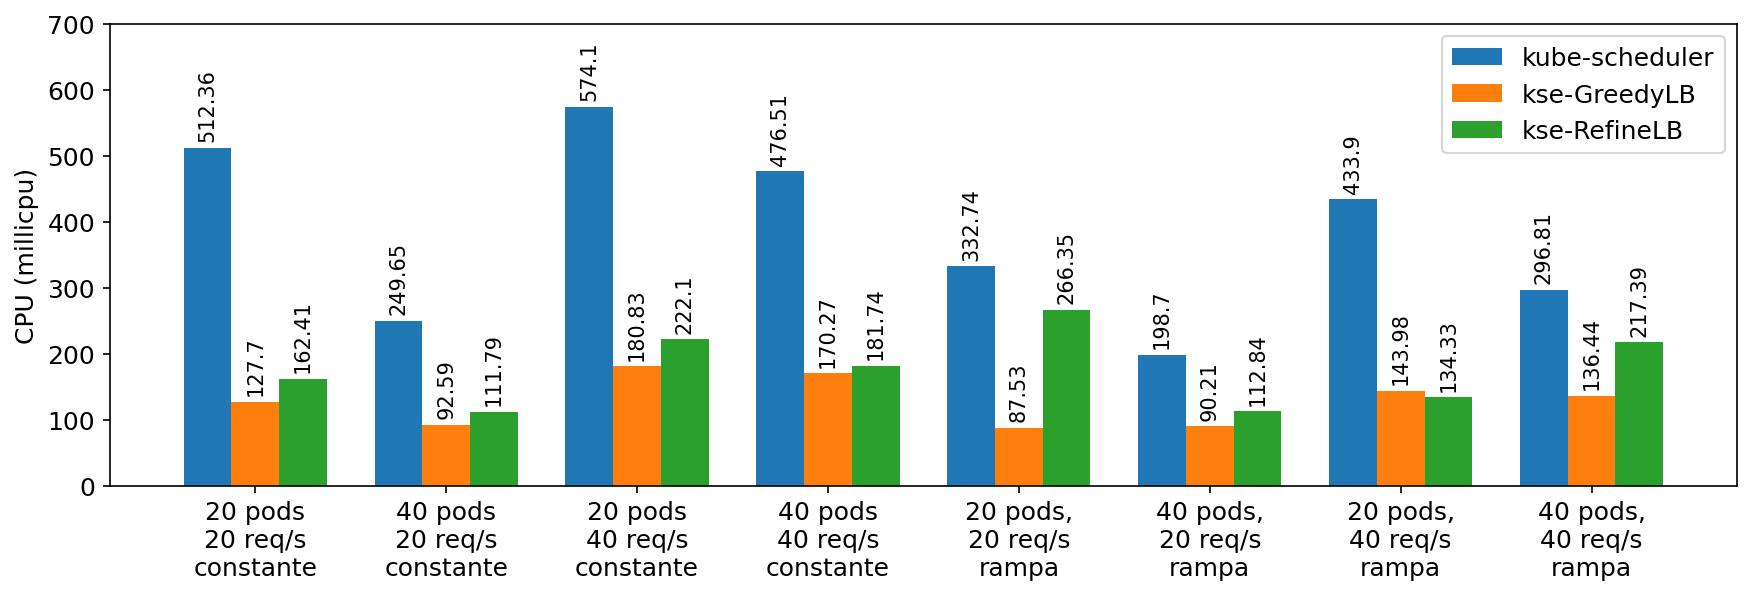 CPU (millicpu)
700
600
500
400
300
200
100
0
kube-scheduler
kse-GreedyLB
kse-RefineLB
512.36
127.7
162.41
249.65
92.59
111.79
574.1
180.83
222.1
476.51
170.27
181.74
332.74
87.53
266.35
198.7
90.21
112.84
433.9
143.98
134.33
296.81
136.44
217.39
20 pods
20 req/s
constante
40 pods
20 req/s
constante
20 pods
40 req/s
constante
40 pods
40 req/s
constante
20 pods,
20 req/s
rampa
40 pods,
20 req/s
rampa
20 pods,
40 req/s
rampa
40 pods,
40 req/s
rampa